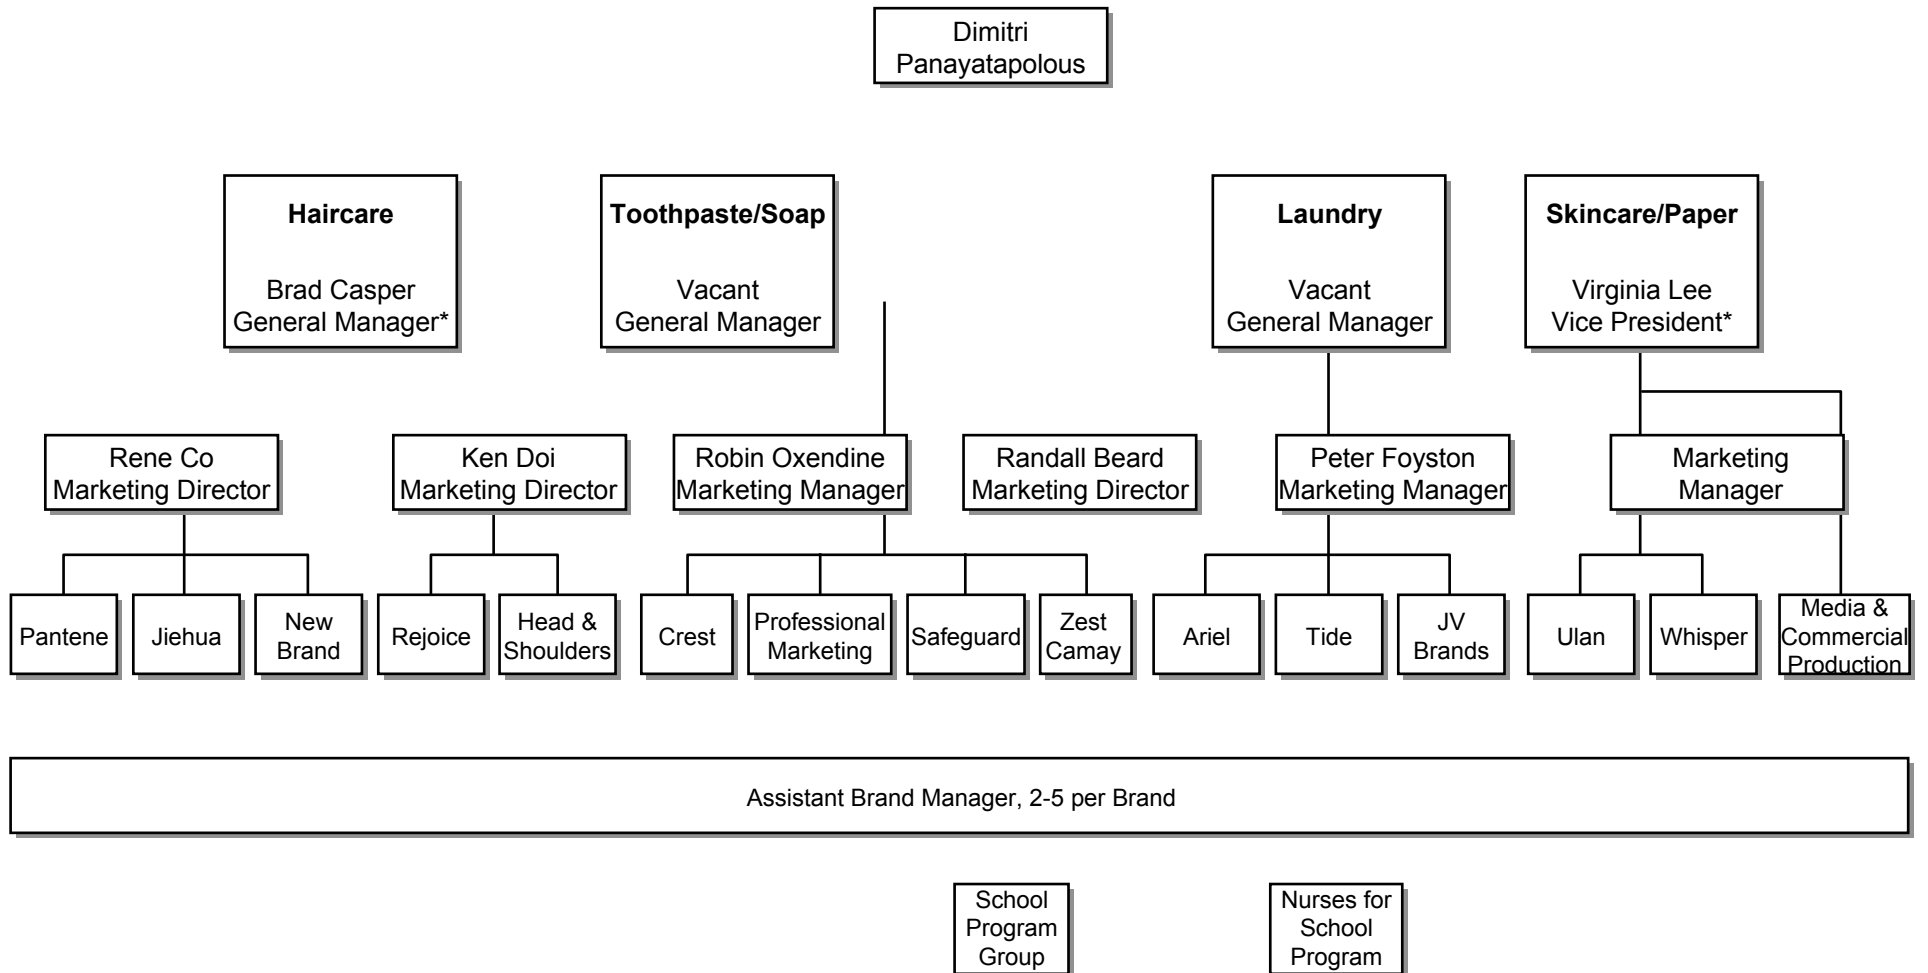 Dimitri
Panayatapolous
Haircare
Brad Casper
General Manager*
Toothpaste/Soap
Vacant
General Manager
Laundry
Vacant
General Manager
Skincare/Paper
Virginia Lee
Vice President*
Rene Co
Marketing Director
Ken Doi
Marketing Director
Robin Oxendine
Marketing Manager
Randall Beard
Marketing Director
Peter Foyston
Marketing Manager
Marketing
Manager
Pantene
Jiehua
New
Brand
Rejoice
Head &
Shoulders
Crest
Professional
Marketing
Safeguard
Zest
Camay
Ariel
Tide
JV
Brands
Ulan
Whisper
Media &
Commercial
Production
Assistant Brand Manager, 2-5 per Brand
School
Program
Group
Nurses for
School
Program